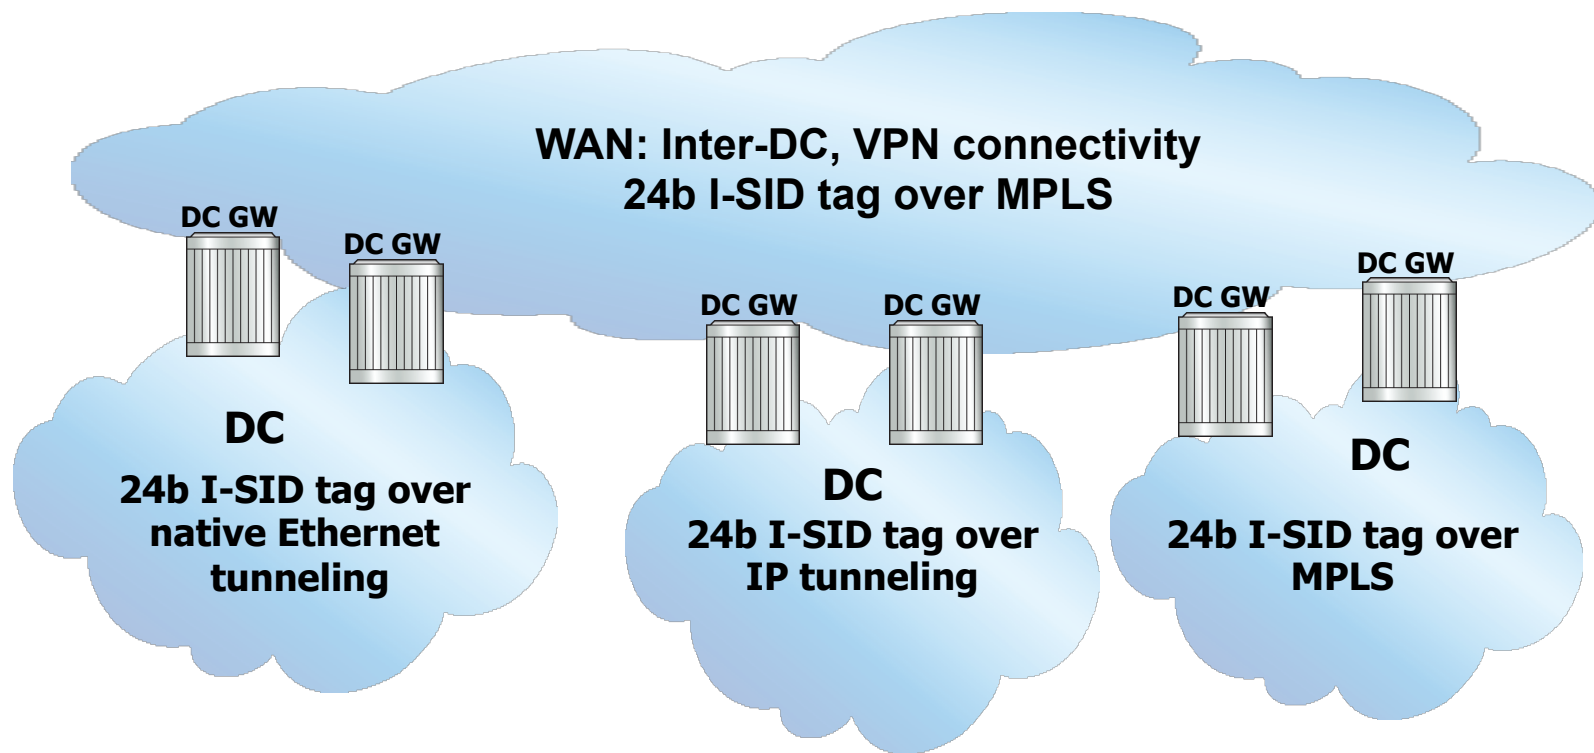 WAN: Inter-DC, VPN connectivity
24b I-SID tag over MPLS
DC GW
DC GW
DC GW
DC GW
DC GW
DC GW
DC
24b I-SID tag over
native Ethernet
tunneling
DC
24b I-SID tag over
IP tunneling
DC
24b I-SID tag over
MPLS